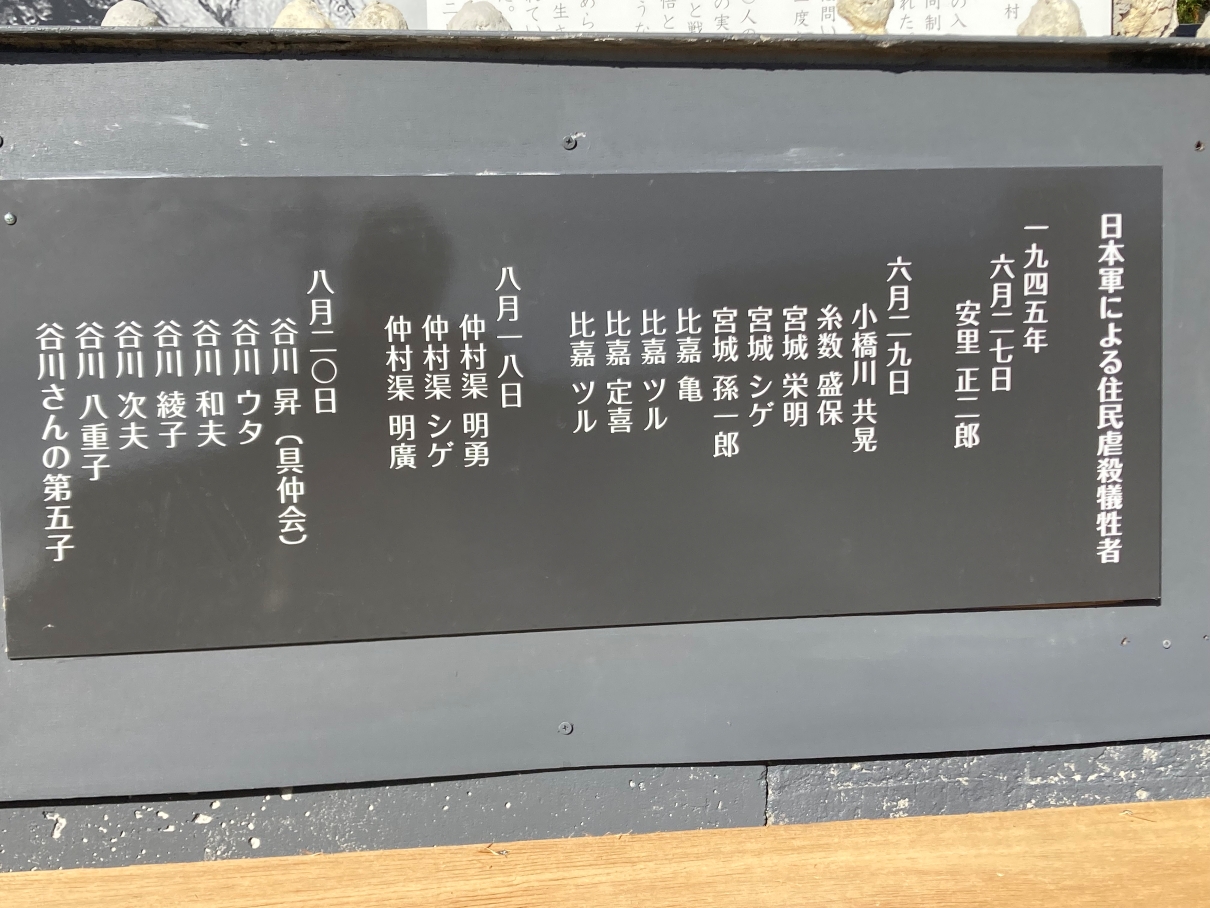 日本軍による住民虐殺犠牲者
一九四五年
六月二七日
安里 正二郎
六月二九日
小橋川 共晃
糸数 盛保
宮城 栄明
宮城 シゲ
宮城 孫一郎
比嘉 亀
比嘉 ツル
比嘉 定喜
比嘉 ツル
八月一八日
仲村渠 明勇
仲村渠 シゲ
仲村渠 明廣
八月二〇日
谷川 昇（具仲会）
谷川 ウタ
谷川 和夫
谷川 綾子
谷川 次夫
谷川 八重子
谷川さんの第五子